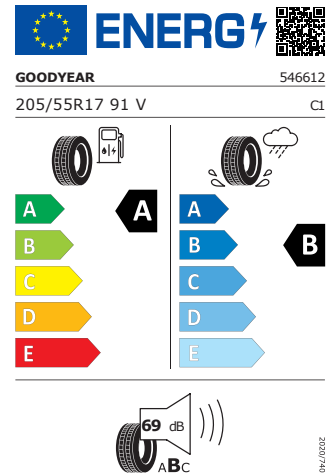 ENERG
GOODYEAR 546612
205/55R17 91 V C1
A A A
B B B
C C
D D
E E
69 dB
ABC
2020/740